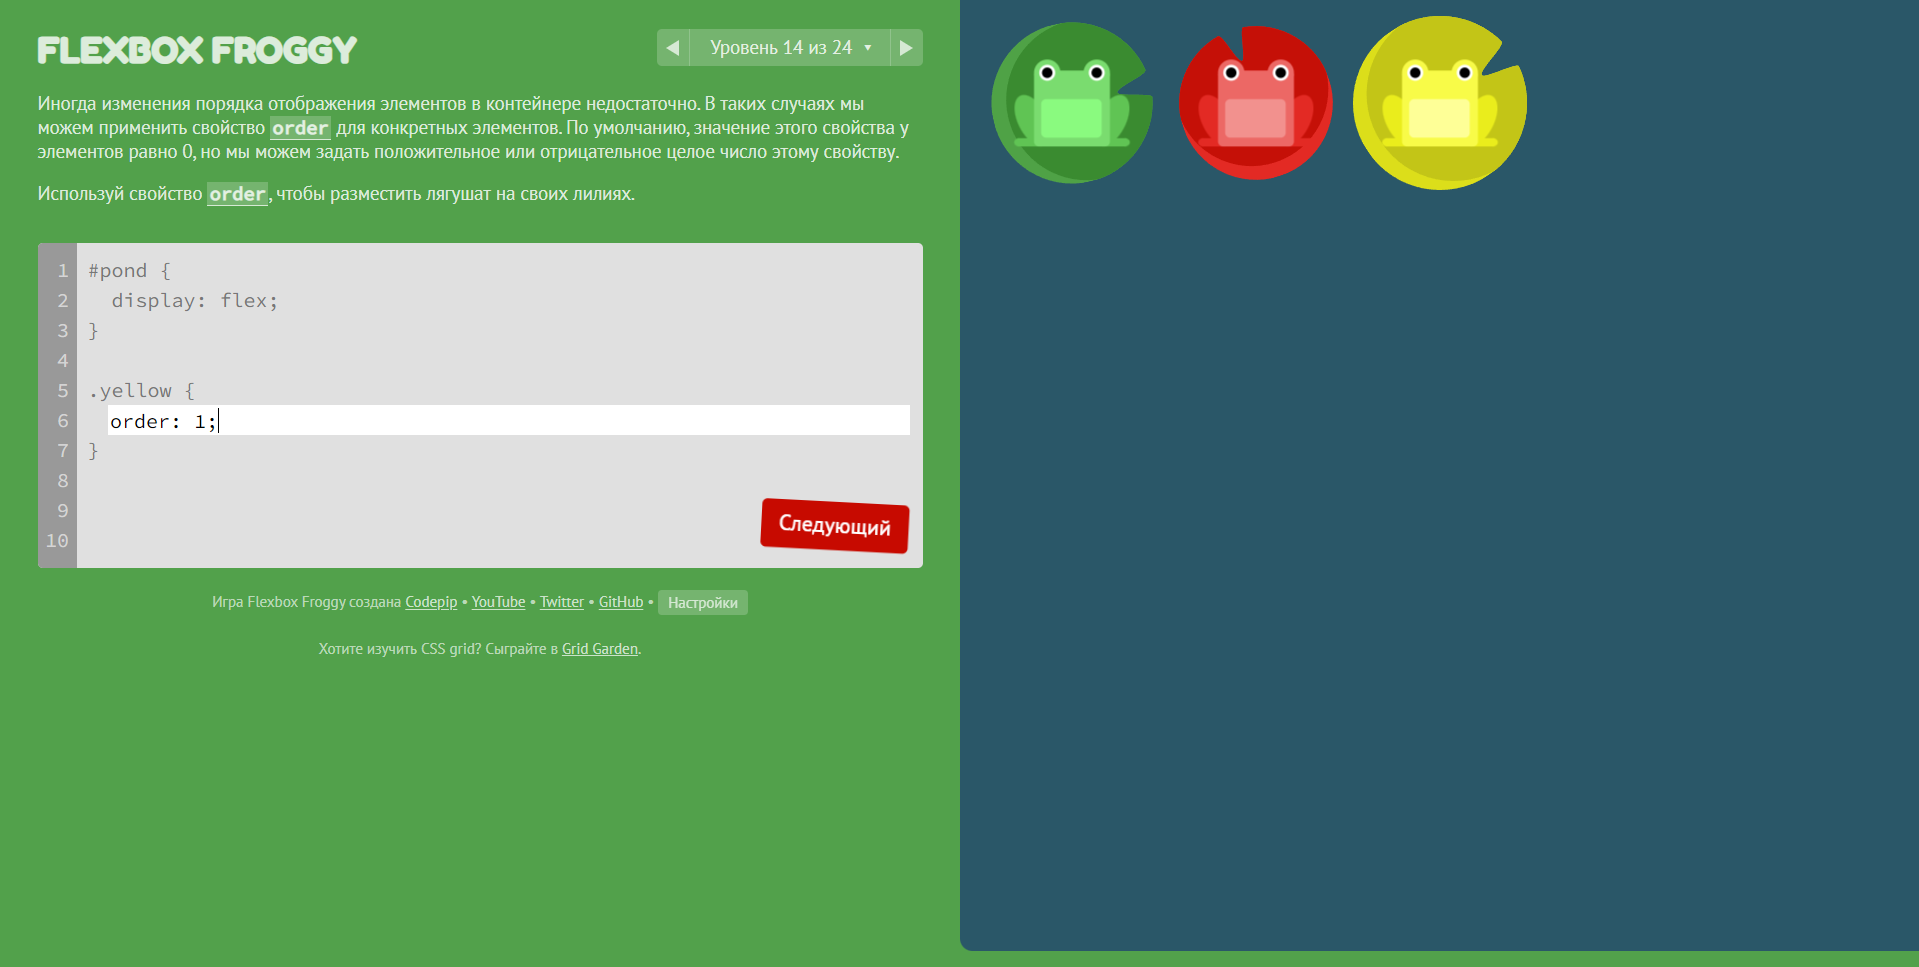 FLEXBOX FROGGY
Уровень 14 из 24
Иногда изменения порядка отображения элементов в контейнере недостаточно. В таких случаях мы
можем применить свойство order для конкретных элементов. По умолчанию, значение этого свойства у
элементов равно 0, но мы можем задать положительное или отрицательное целое число этому свойству.
Используй свойство order, чтобы разместить лягушат на своих лилиях.
1 #pond {
2 display: flex;
3 }
4
5 .yellow {
6 order: 1;
7 }
8
9
10
Следующий
Игра Flexbox Froggy создана Codepip • YouTube • Twitter • GitHub • Настройки
Хотите изучить CSS grid? Сыграйте в Grid Garden.